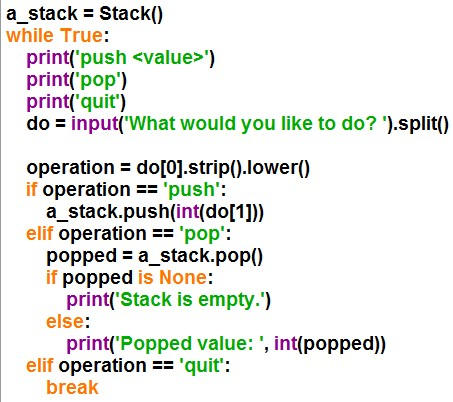 a_stack = Stack()
while True:
    print('push <value>')
    print('pop')
    print('quit')
    do = input('What would you like to do? ').split()

    operation = do[0].strip().lower()
    if operation == 'push':
        a_stack.push(int(do[1]))
    elif operation == 'pop':
        popped = a_stack.pop()
        if popped is None:
            print('Stack is empty.')
        else:
            print('Popped value: ', int(popped))
    elif operation == 'quit':
        break